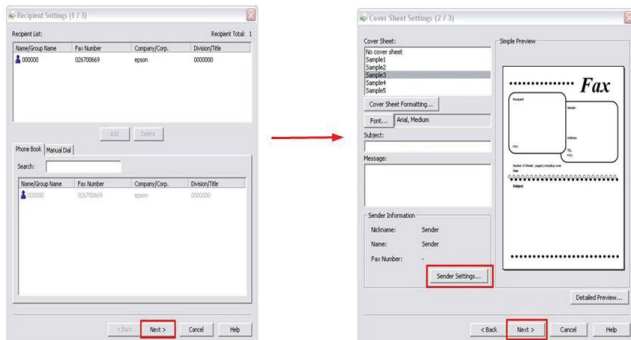 Recipient Settings (1 / 3)
Recipient List:
Recipient Total: 1
Name/Group Name Fax Number Company/Corp. Division/Title
000000 026700669 epson 0000000
Add Delete
Phone Book Manual Dial
Search:
Name/Group Name Fax Number Company/Corp. Division/Title
000000 026700669 epson 0000000
< Back Next > Cancel Help
Cover Sheet Settings (2 / 3)
Cover Sheet:
No cover sheet
Sample1
Sample2
Sample3
Sample4
Sample5
Cover Sheet Formatting...
Font... Arial, Medium
Subject:
Message:
Sender Information
Nickname: Sender
Name: Sender
Fax Number: -
Sender Settings...
Simple Preview
Fax
Subject
Detailed Preview...
< Back Next > Cancel Help